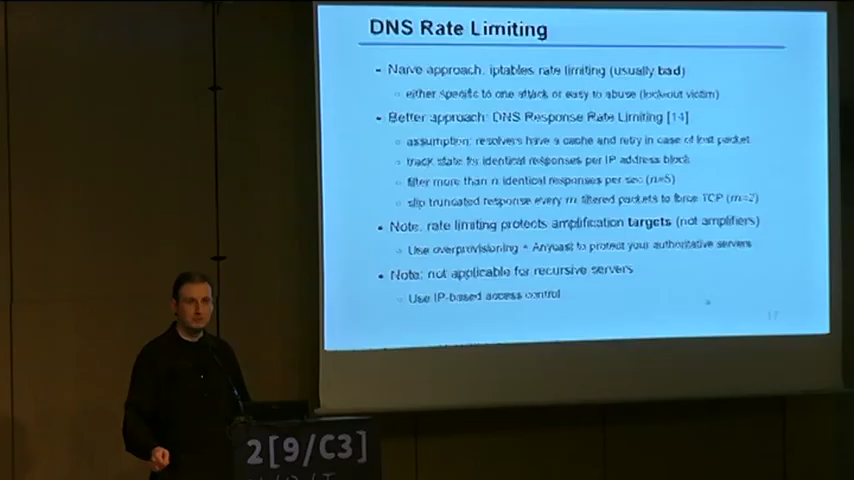 DNS Rate Limiting
Naive approach: iptables rate limiting (usually bad)
either specific to one attack or easy to abuse (lock-out victim)
Better approach: DNS Response Rate Limiting [14]
assumption: resolvers have a cache and retry in case of lost packet
track state for identical responses per IP address block
filter more than n identical responses per sec (n=5)
slip truncated response every m filtered packets to force TCP (m=2)
Note: rate limiting protects amplification targets (not amplifiers)
Use overprovisioning + Anycast to protect your authoritative servers
Note: not applicable for recursive servers
Use IP-based access control
17
2[9/C3]